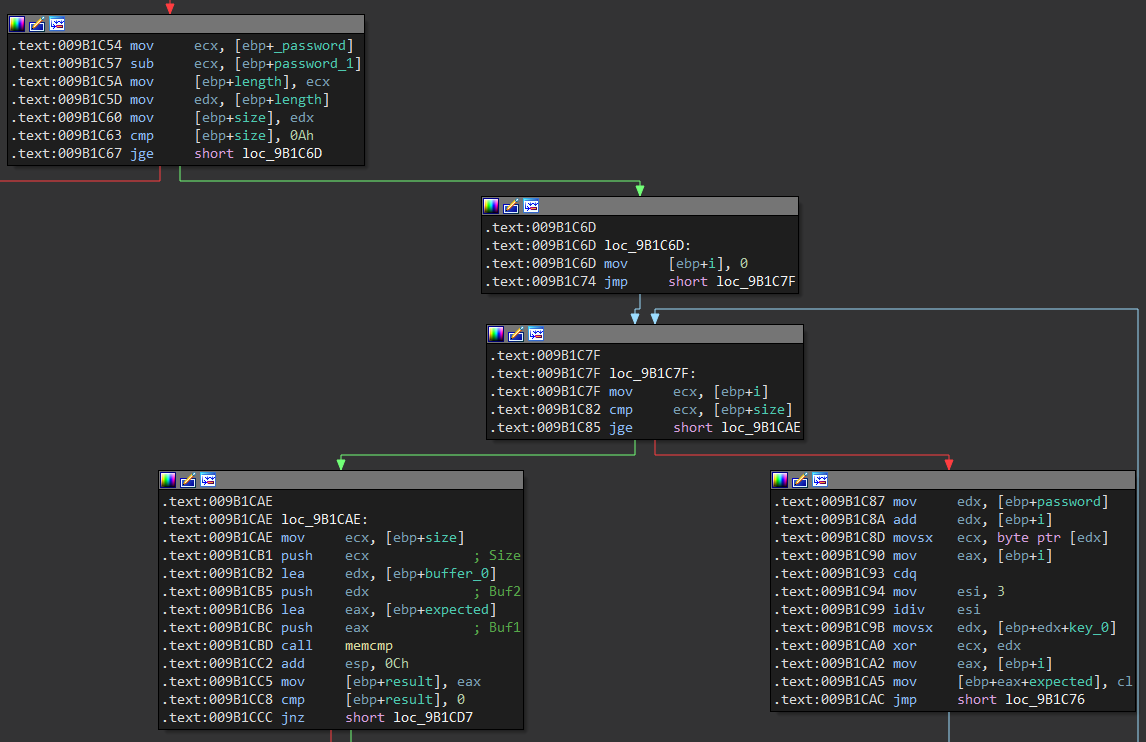 .text:009B1C54 mov ecx, [ebp+_password]
.text:009B1C57 sub ecx, [ebp+password_1]
.text:009B1C5A mov [ebp+length], ecx
.text:009B1C5D mov edx, [ebp+length]
.text:009B1C60 mov [ebp+size], edx
.text:009B1C63 cmp [ebp+size], 0Ah
.text:009B1C67 jge short loc_9B1C6D
.text:009B1C6D
.text:009B1C6D loc_9B1C6D:
.text:009B1C6D mov [ebp+i], 0
.text:009B1C74 jmp short loc_9B1C7F
.text:009B1C7F
.text:009B1C7F loc_9B1C7F:
.text:009B1C7F mov ecx, [ebp+i]
.text:009B1C82 cmp ecx, [ebp+size]
.text:009B1C85 jge short loc_9B1CAE
.text:009B1CAE
.text:009B1CAE loc_9B1CAE:
.text:009B1CAE mov ecx, [ebp+size]
.text:009B1CB1 push ecx ; Size
.text:009B1CB2 lea edx, [ebp+buffer_0]
.text:009B1CB5 push edx ; Buf2
.text:009B1CB6 lea eax, [ebp+expected]
.text:009B1CBC push eax ; Buf1
.text:009B1CBD call memcmp
.text:009B1CC2 add esp, 0Ch
.text:009B1CC5 mov [ebp+result], eax
.text:009B1CC8 cmp [ebp+result], 0
.text:009B1CCC jnz short loc_9B1CD7
.text:009B1C87 mov edx, [ebp+password]
.text:009B1C8A add edx, [ebp+i]
.text:009B1C8D movsx ecx, byte ptr [edx]
.text:009B1C90 mov eax, [ebp+i]
.text:009B1C93 cdq
.text:009B1C94 mov esi, 3
.text:009B1C99 idiv esi
.text:009B1C9B movsx edx, [ebp+edx+key_0]
.text:009B1CA0 xor ecx, edx
.text:009B1CA2 mov eax, [ebp+i]
.text:009B1CA5 mov [ebp+eax+expected], cl
.text:009B1CAC jmp short loc_9B1C76